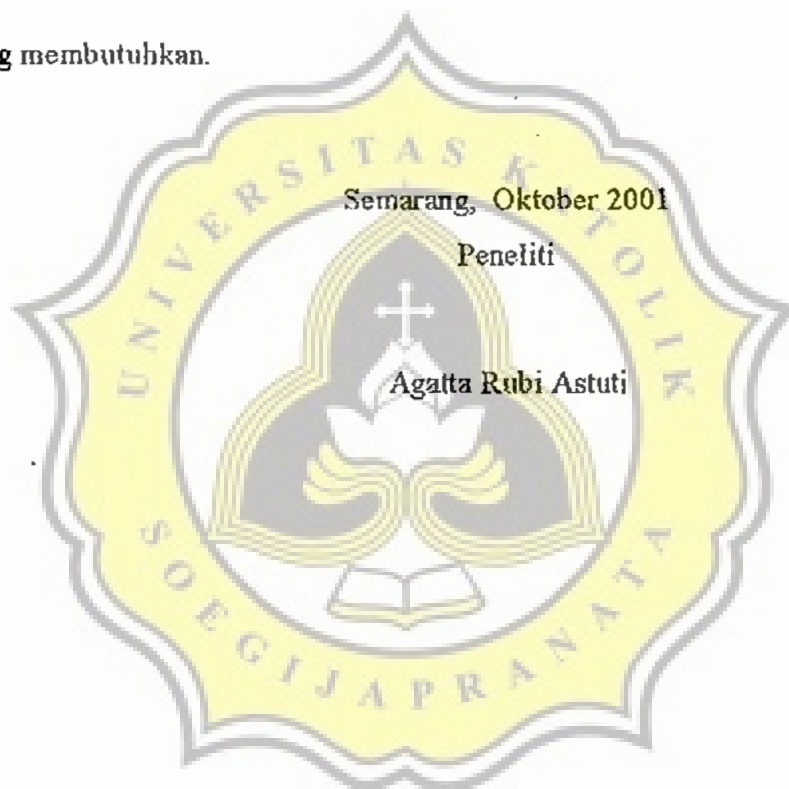 g membutuhkan.
Semarang, Oktober 2001
Peneliti
Agatta Rubi Astuti
UNIVERSITAS KATOLIK
SOEGIJAPRANATA